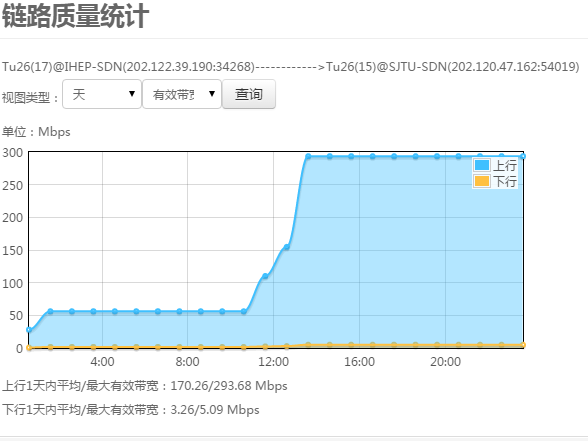 链路质量统计
Tu26(17)@IHEP-SDN(202.122.39.190:34268)------------>Tu26(15)@SJTU-SDN(202.120.47.162:54019)
视图类型： 天 有效带宽 查询
单位：Mbps
300
上行
下行
250
200
150
100
50
0
4:00 8:00 12:00 16:00 20:00
上行1天内平均/最大有效带宽：170.26/293.68 Mbps
下行1天内平均/最大有效带宽：3.26/5.09 Mbps